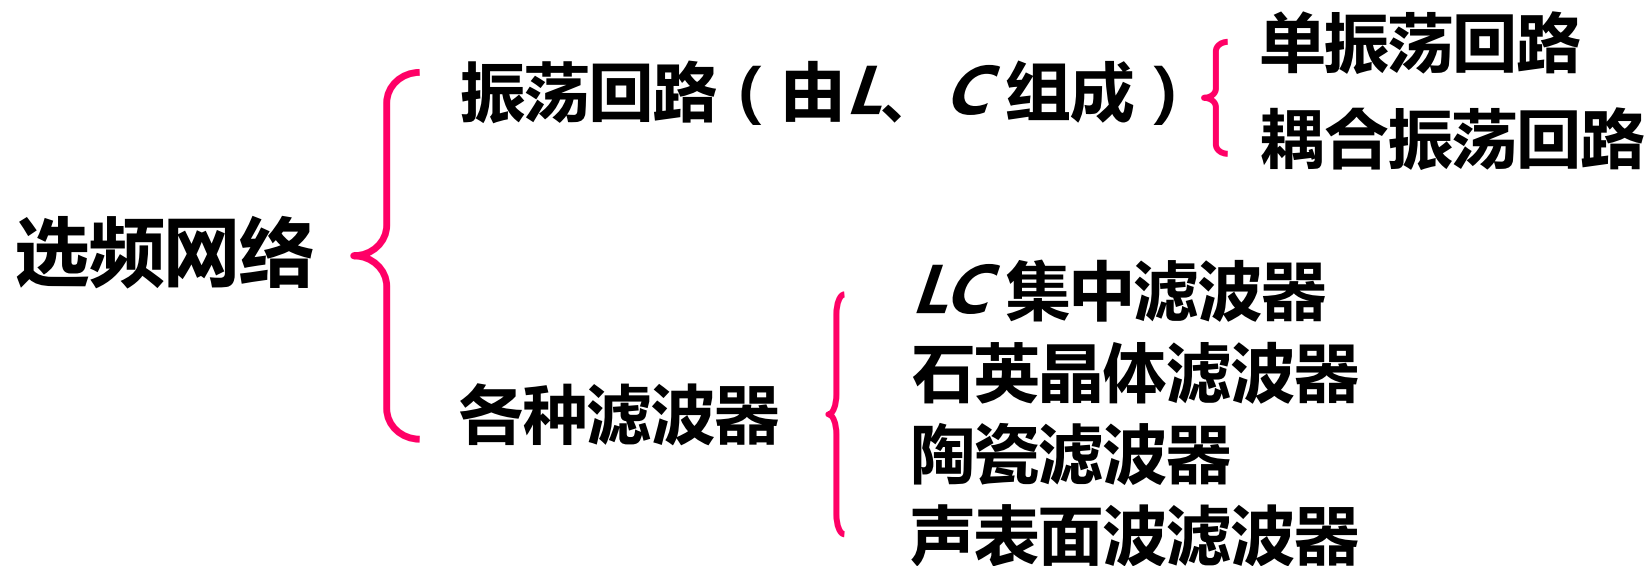 选频网络
振荡回路（由L、C组成）
单振荡回路
耦合振荡回路
各种滤波器
LC集中滤波器
石英晶体滤波器
陶瓷滤波器
声表面波滤波器